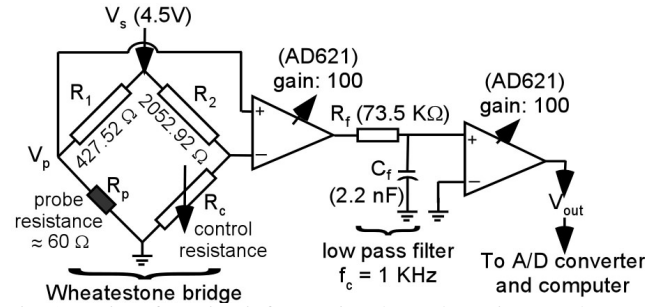 Vs (4.5V)
(AD621)
gain: 100
(AD621)
gain: 100
R1
427.52 Ω
R2
2052.92 Ω
+
−
Rf (73.5 KΩ)
+
−
Vp
Cf
(2.2 nF)
Rp
probe
resistance
≈ 60 Ω
Rc
control
resistance
Vout
low pass filter
fc = 1 KHz
To A/D converter
and computer
Wheatestone bridge